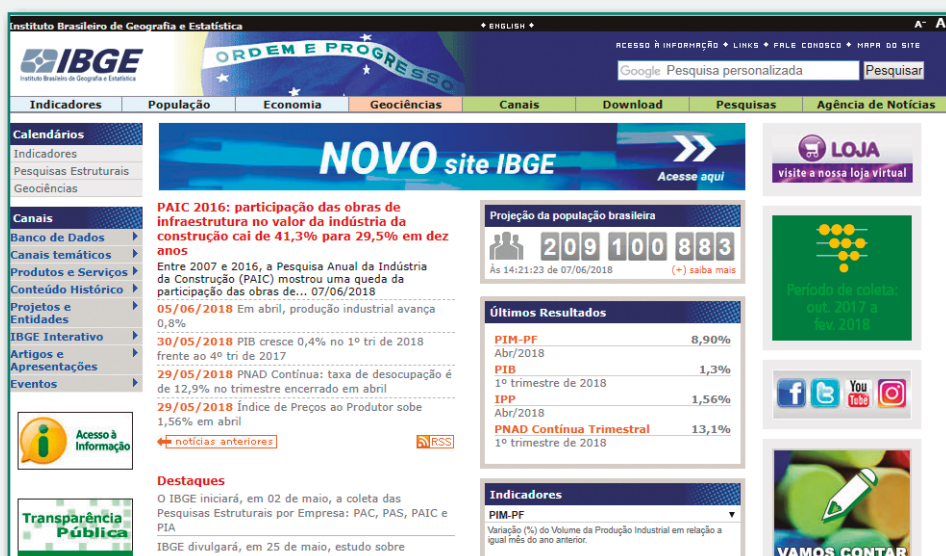 Instituto Brasileiro de Geografia e Estatística
✦ ENGLISH ✦
A- A
IBGE
Instituto Brasileiro de Geografia e Estatística
ORDEM E PROGRESSO
ACESSO À INFORMAÇÃO ✦ LINKS ✦ FALE CONOSCO ✦ MAPA DO SITE
Google Pesquisa personalizada
Pesquisar
Indicadores População Economia Geociências Canais Download Pesquisas Agência de Notícias
Calendários
Indicadores
Pesquisas Estruturais
Geociências
Canais
Banco de Dados
Canais temáticos
Produtos e Serviços
Conteúdo Histórico
Projetos e
Entidades
IBGE Interativo
Artigos e
Apresentações
Eventos
Acesso à
Informação
Transparência
Pública
NOVO site IBGE
Acesse aqui
PAIC 2016: participação das obras de
infraestrutura no valor da indústria da
construção cai de 41,3% para 29,5% em dez
anos
Entre 2007 e 2016, a Pesquisa Anual da Indústria
da Construção (PAIC) mostrou uma queda da
participação das obras de... 07/06/2018
05/06/2018 Em abril, produção industrial avança
0,8%
30/05/2018 PIB cresce 0,4% no 1º tri de 2018
frente ao 4º tri de 2017
29/05/2018 PNAD Contínua: taxa de desocupação é
de 12,9% no trimestre encerrado em abril
29/05/2018 Índice de Preços ao Produtor sobe
1,56% em abril
notícias anteriores
RSS
Destaques
O IBGE iniciará, em 02 de maio, a coleta das
Pesquisas Estruturais por Empresa: PAC, PAS, PAIC e
PIA
IBGE divulgará, em 25 de maio, estudo sobre
Projeção da população brasileira
209 100 883
Às 14:21:23 de 07/06/2018
(+) saiba mais
Últimos Resultados
PIM-PF 8,90%
Abr/2018
PIB 1,3%
1º trimestre de 2018
IPP 1,56%
Abr/2018
PNAD Contínua Trimestral 13,1%
1º trimestre de 2018
Indicadores
PIM-PF
Variação (%) do Volume da Produção Industrial em relação a
igual mês do ano anterior.
LOJA
visite a nossa loja virtual
Período de coleta:
out. 2017 a
fev. 2018
You
Tube
VAMOS CONTAR